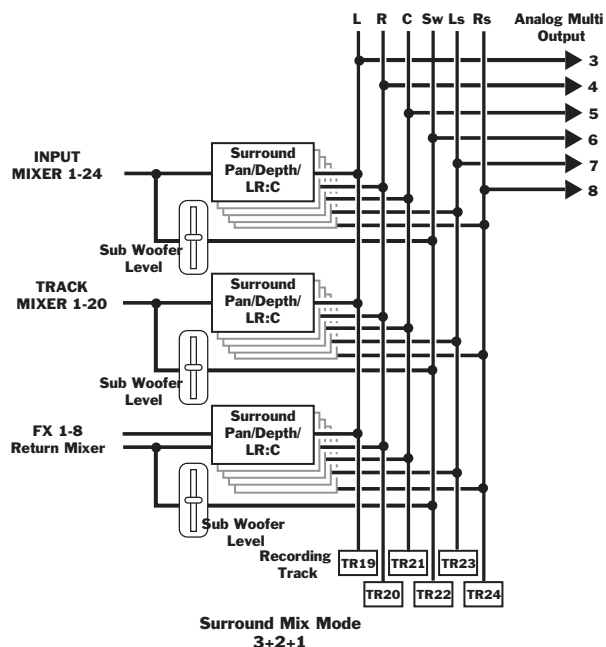 L R C Sw Ls Rs
Analog Multi
Output
3
4
5
6
7
8
INPUT
MIXER 1-24
Surround
Pan/Depth/
LR:C
Sub Woofer
Level
TRACK
MIXER 1-20
Surround
Pan/Depth/
LR:C
Sub Woofer
Level
FX 1-8
Return Mixer
Surround
Pan/Depth/
LR:C
Sub Woofer
Level
Recording
Track
TR19 TR21 TR23
TR20 TR22 TR24
Surround Mix Mode
3+2+1